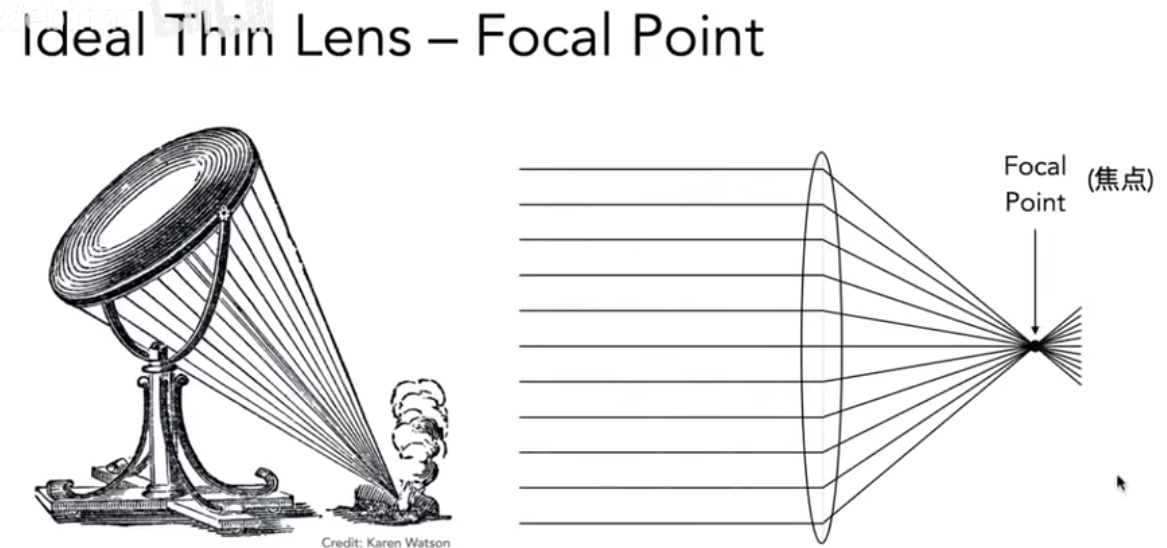 Ideal Thin Lens – Focal Point
Focal
Point
(焦点)
Credit: Karen Watson